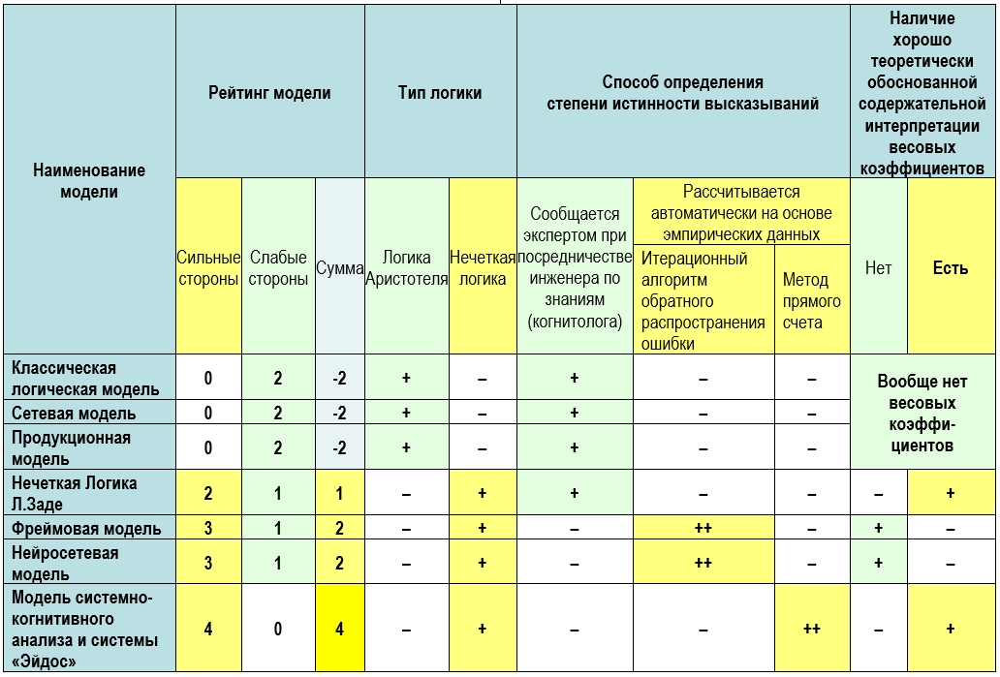 Наименование
модели
Рейтинг модели
Тип логики
Способ определения
степени истинности высказываний
Наличие
хорошо
теоретически
обоснованной
содержательной
интерпретации
весовых
коэффициентов
Сильные
стороны
Слабые
стороны
Сумма
Логика
Аристотеля
Нечеткая
логика
Сообщается
экспертом при
посредничестве
инженера по
знаниям
(когнитолога)
Рассчитывается
автоматически на основе
эмпирических данных
Итерационный
алгоритм
обратного
распространения
ошибки
Метод
прямого
счета
Нет
Есть
Классическая
логическая модель
0 2 -2 + – + – –
Вообще нет
весовых
коэффи-
циентов
Сетевая модель
0 2 -2 + – + – –
Продукционная
модель
0 2 -2 + – + – –
Нечеткая Логика
Л.Заде
2 1 1 – + + – – – +
Фреймовая модель
3 1 2 – + – ++ – + –
Нейросетевая
модель
3 1 2 – + – ++ – + –
Модель системно-
когнитивного
анализа и системы
«Эйдос»
4 0 4 – + – – ++ – +